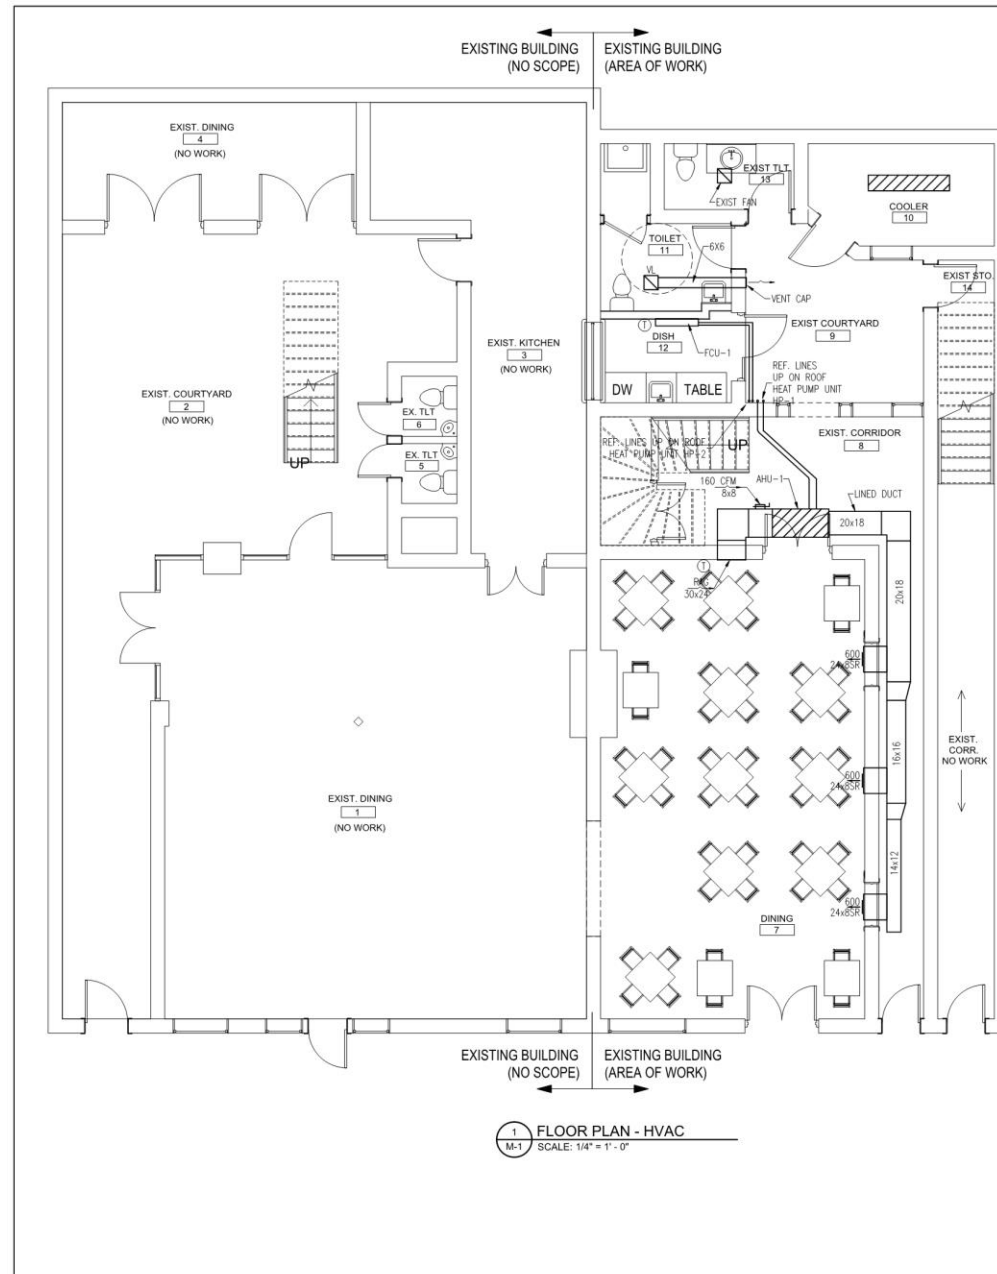 EXISTING BUILDING
(NO SCOPE)
EXISTING BUILDING
(AREA OF WORK)
EXIST. DINING
4
(NO WORK)
EXIST TLT
13
EXIST FAN
COOLER
10
TOILET
11
6X6
VL
VENT CAP
EXIST STO.
14
EXIST. KITCHEN
3
(NO WORK)
T
DISH
12
FCU-1
EXIST COURTYARD
9
REF. LINES
UP ON ROOF
HEAT PUMP UNIT
HP-1
DW
TABLE
EXIST. COURTYARD
2
(NO WORK)
UP
EX. TLT
6
EX. TLT
5
REF. LINES UP ON ROOF
HEAT PUMP UNIT HP-2
UP
EXIST. CORRIDOR
8
160 CFM
8x8
AHU-1
LINED DUCT
20x18
T
RAG
30x24
20x18
600
24x8SR
16x16
600
24x8SR
14x12
600
24x8SR
EXIST.
CORR.
NO WORK
EXIST. DINING
1
(NO WORK)
DINING
7
EXISTING BUILDING
(NO SCOPE)
EXISTING BUILDING
(AREA OF WORK)
1
M-1
FLOOR PLAN - HVAC
SCALE: 1/4" = 1' - 0"